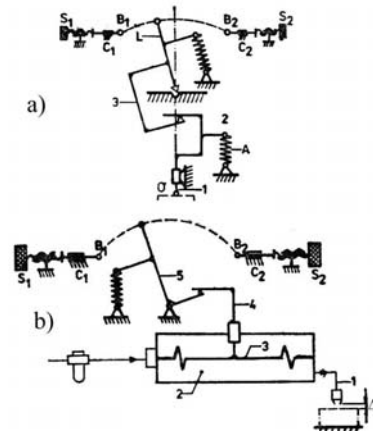 S₁ B₁ B₂ S₂
C₁ L C₂
a) 3 2
A
σ 1
B₁ B₂
S₁ C₁ 5 C₂ S₂
b) 4
3
2 1